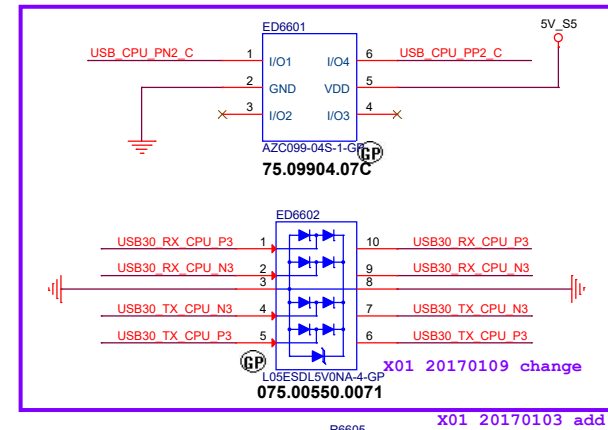 ED6601
5V_S5
USB_CPU_PN2_C 1 I/O1 I/O4 6 USB_CPU_PP2_C
2 GND VDD 5
3 I/O2 I/O3 4
AZC099-04S-1-GP
GP
75.09904.07C
ED6602
USB30_RX_CPU_P3 1 10 USB30_RX_CPU_P3
USB30_RX_CPU_N3 2 9 USB30_RX_CPU_N3
3 8
USB30_TX_CPU_N3 4 7 USB30_TX_CPU_N3
USB30_TX_CPU_P3 5 6 USB30_TX_CPU_P3
GP
L05ESDL5V0NA-4-GP
X01 20170109 change
075.00550.0071
X01 20170103 add
R6605